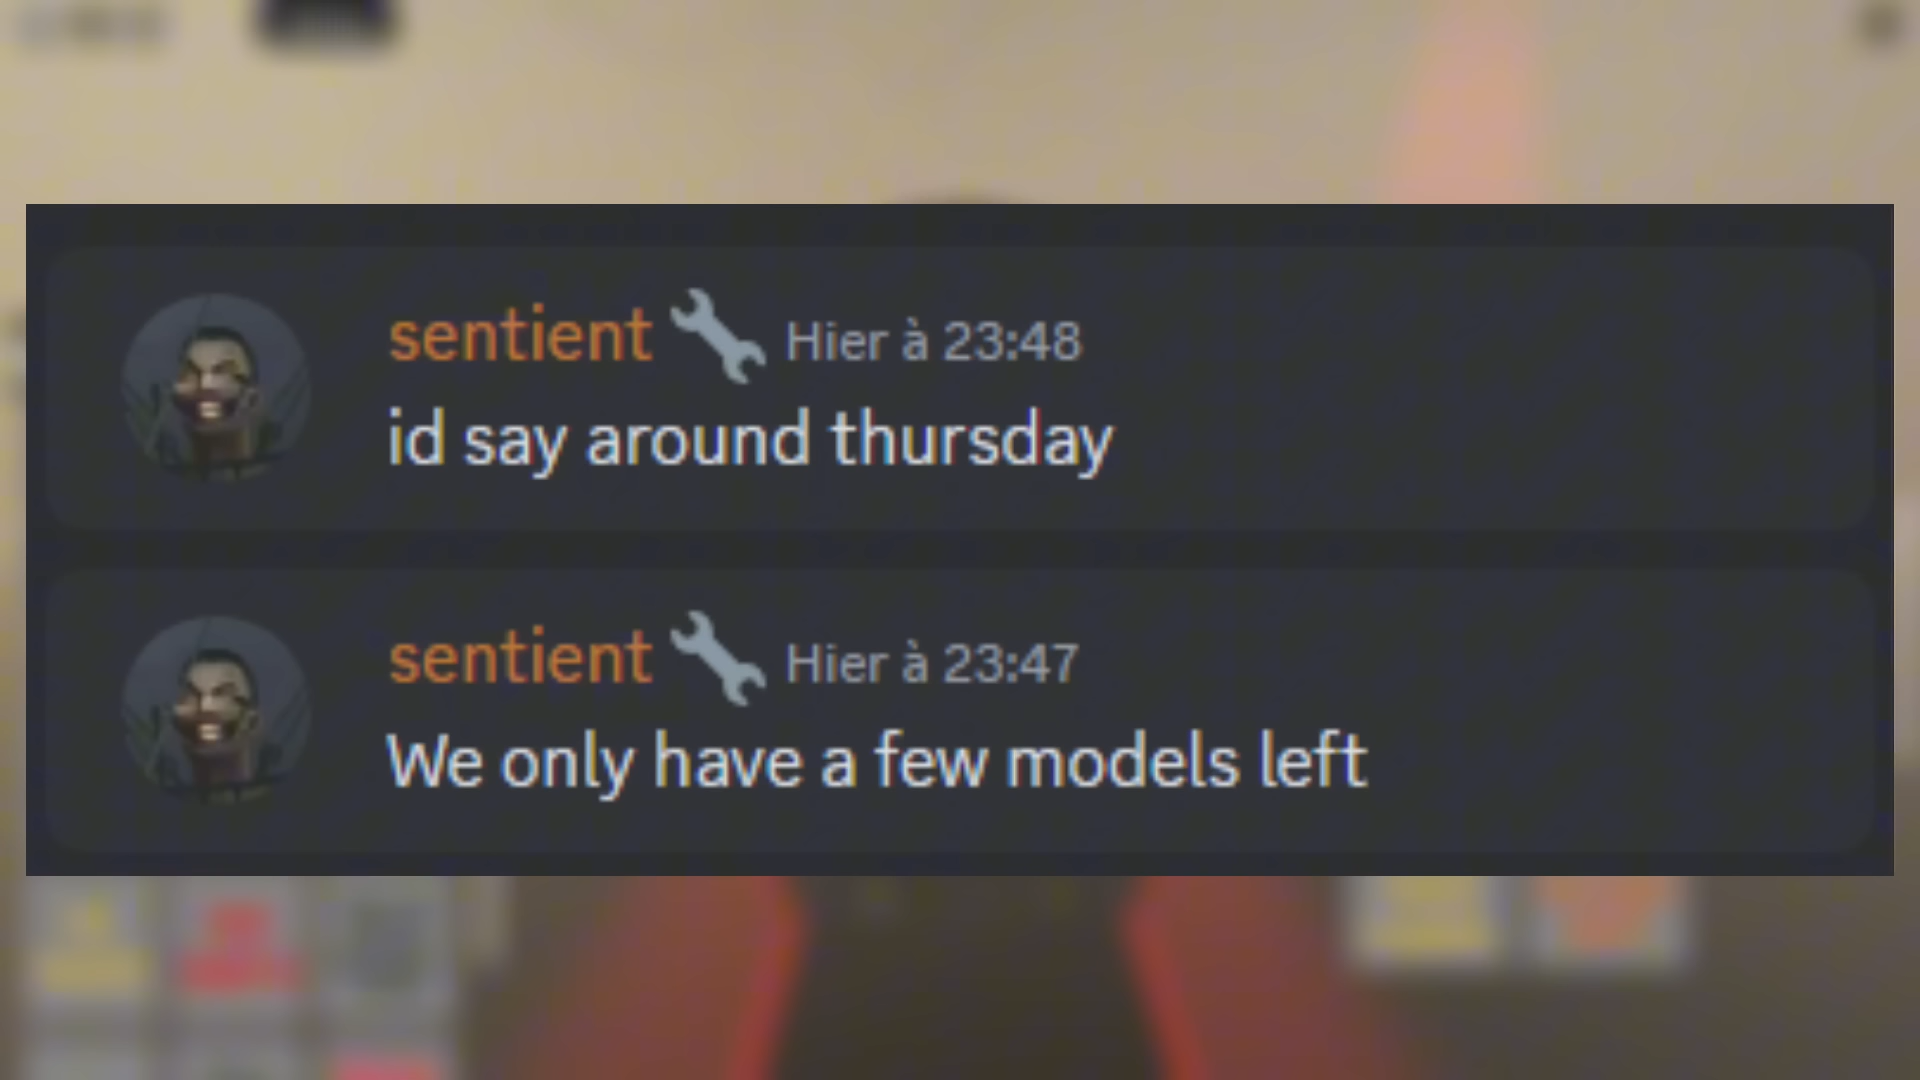 sentient 🔧 Hier à 23:48
id say around thursday
sentient 🔧 Hier à 23:47
We only have a few models left